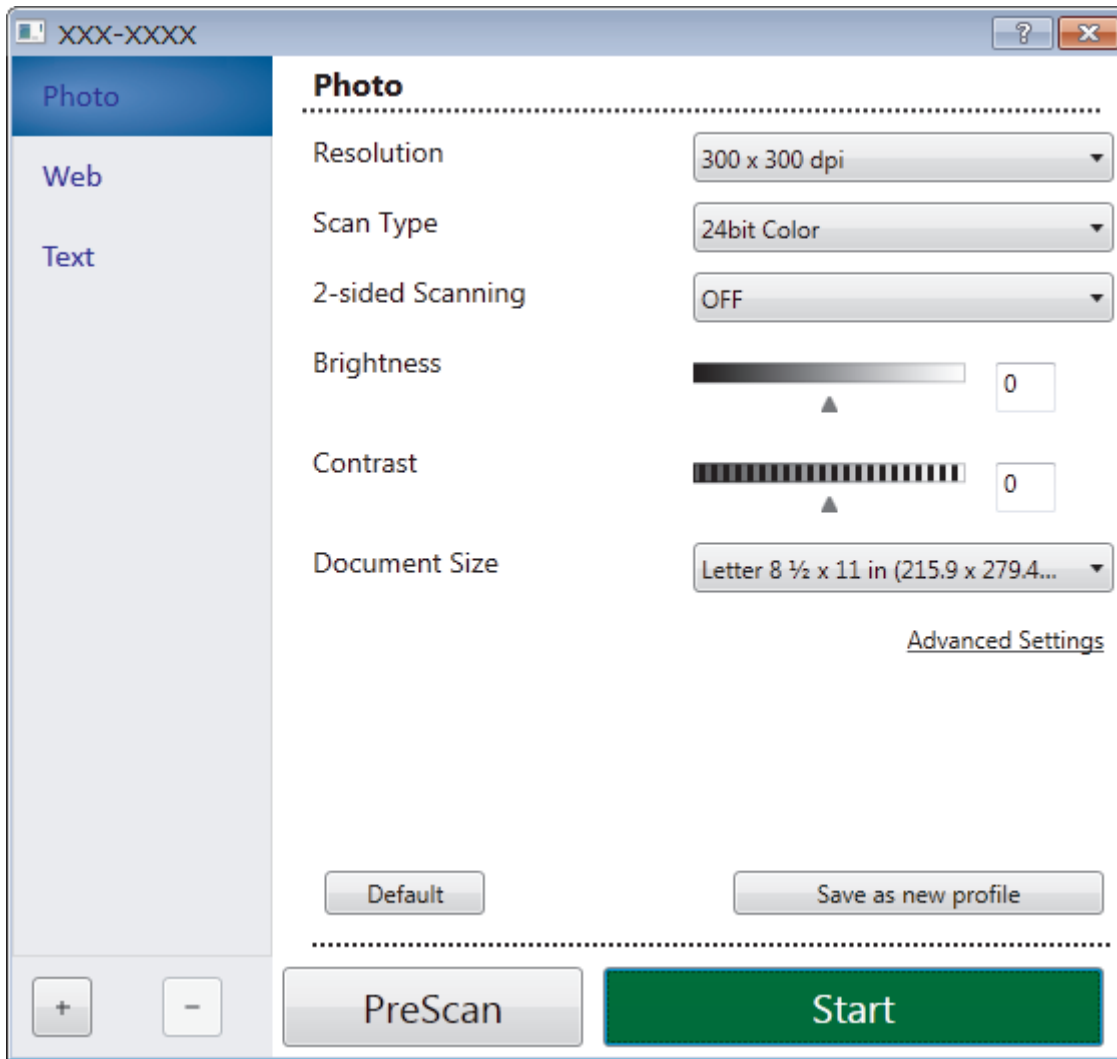 XXX-XXXX
?
Photo
Web
Text
Photo
Resolution
300 x 300 dpi
Scan Type
24bit Color
2-sided Scanning
OFF
Brightness
0
Contrast
0
Document Size
Letter 8 ½ x 11 in (215.9 x 279.4...
Advanced Settings
Default
Save as new profile
+
−
PreScan
Start